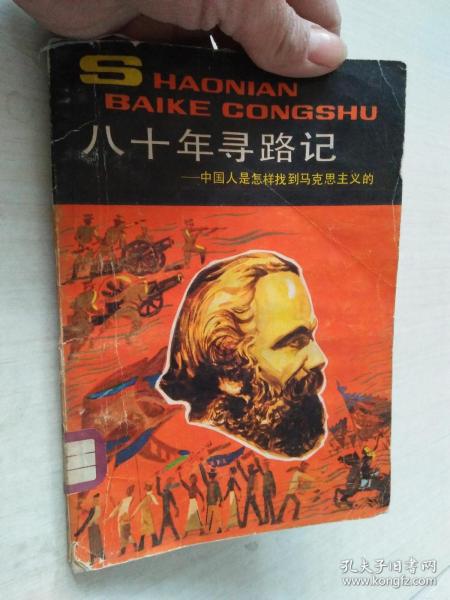 SHAONIAN
BAIKE CONGSHU
八十年寻路记
——中国人是怎样找到马克思主义的
孔夫子旧书网
www.kongfz.com